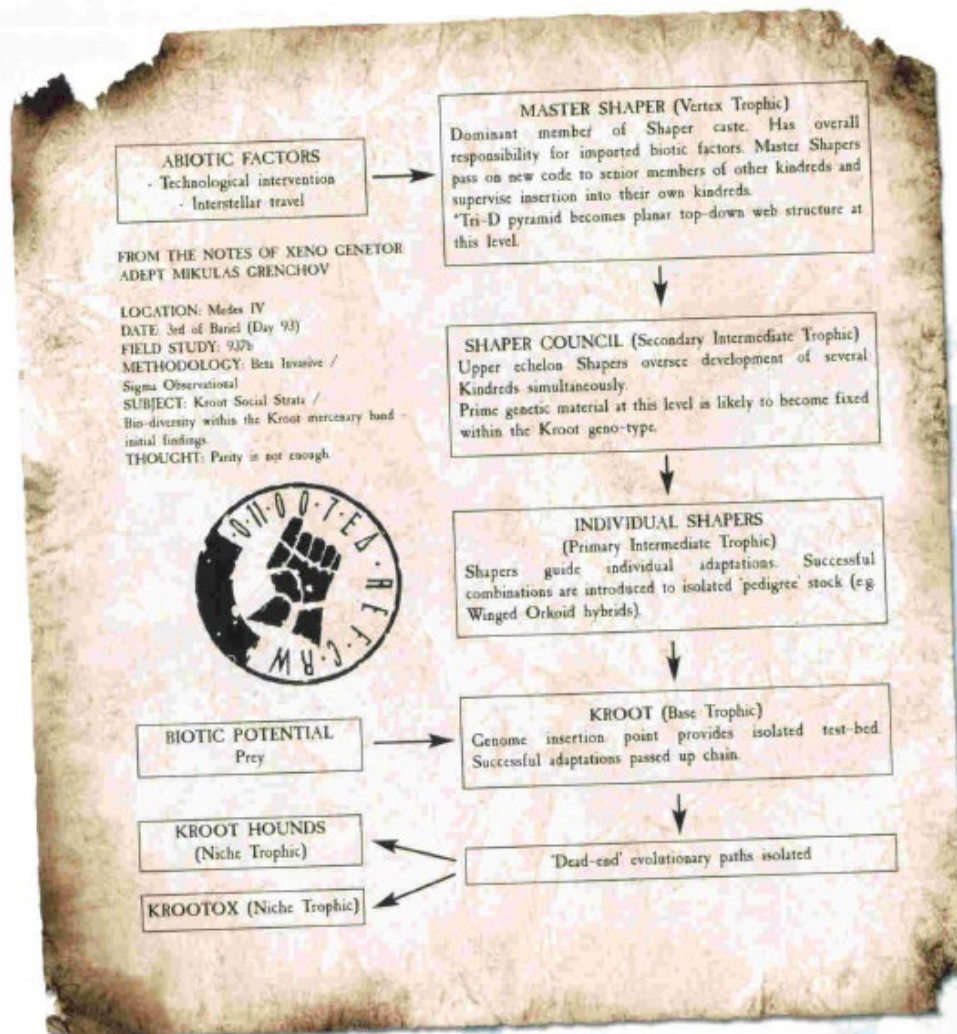 ABIOTIC FACTORS
· Technological intervention
· Interstellar travel
MASTER SHAPER (Vertex Trophic)
Dominant member of Shaper caste. Has overall
responsibility for imported biotic factors. Master Shapers
pass on new code to senior members of other kindreds and
supervise insertion into their own kindreds.
*Tri-D pyramid becomes planar top-down web structure at
this level.
FROM THE NOTES OF XENO GENETOR
ADEPT MIKULAS GRENCHOV
LOCATION: Medes IV
DATE: 3rd of Bariel (Day '93)
FIELD STUDY: 937b
METHODOLOGY: Beta Invasive /
Sigma Observational
SUBJECT: Kroot Social Strata /
Bio-diversity within the Kroot mercenary band -
initial findings.
THOUGHT: Parity is not enough
SHAPER COUNCIL (Secondary Intermediate Trophic)
Upper echelon Shapers oversee development of several
Kindreds simultaneously.
Prime genetic material at this level is likely to become fixed
within the Kroot geno-type.
INDIVIDUAL SHAPERS
(Primary Intermediate Trophic)
Shapers guide individual adaptations. Successful
combinations are introduced to isolated 'pedigree' stock (e.g.
Winged Orkoid hybrids).
BIOTIC POTENTIAL
Prey
KROOT (Base Trophic)
Genome insertion point provides isolated test-bed.
Successful adaptations passed up chain.
KROOT HOUNDS
(Niche Trophic)
'Dead-end' evolutionary paths isolated
KROOTOX (Niche Trophic)